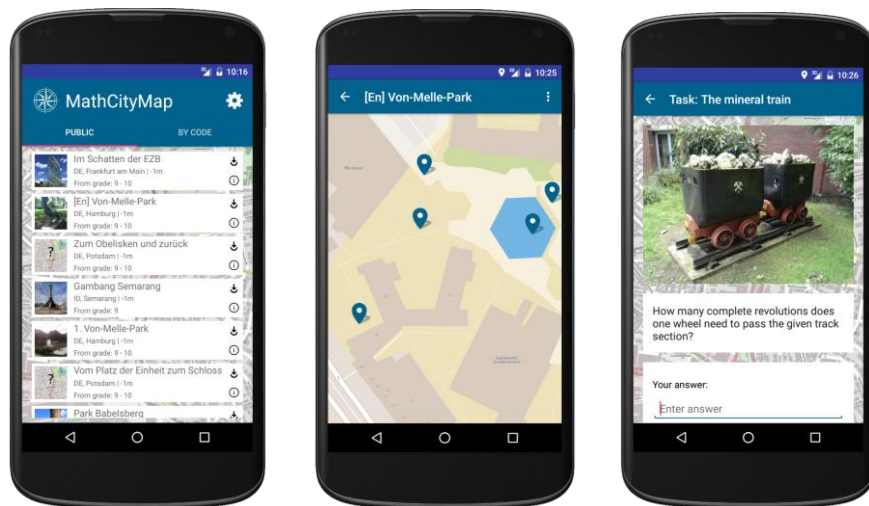 10:16
MathCityMap
PUBLIC
BY CODE
Im Schatten der EZB
DE, Frankfurt am Main | -1m
From grade: 9 - 10
[En] Von-Melle-Park
DE, Hamburg | -1m
From grade: 9 - 10
Zum Obelisken und zurück
DE, Potsdam | -1m
From grade: 9 - 10
Gambang Semarang
ID, Semarang | -1m
From grade: 9
1. Von-Melle-Park
DE, Hamburg | -1m
From grade: 9 - 10
Vom Platz der Einheit zum Schloss
DE, Potsdam | -1m
From grade: 9 - 10
Park Babelsberg
10:25
[En] Von-Melle-Park
10:26
Task: The mineral train
How many complete revolutions does
one wheel need to pass the given track
section?
Your answer:
Enter answer